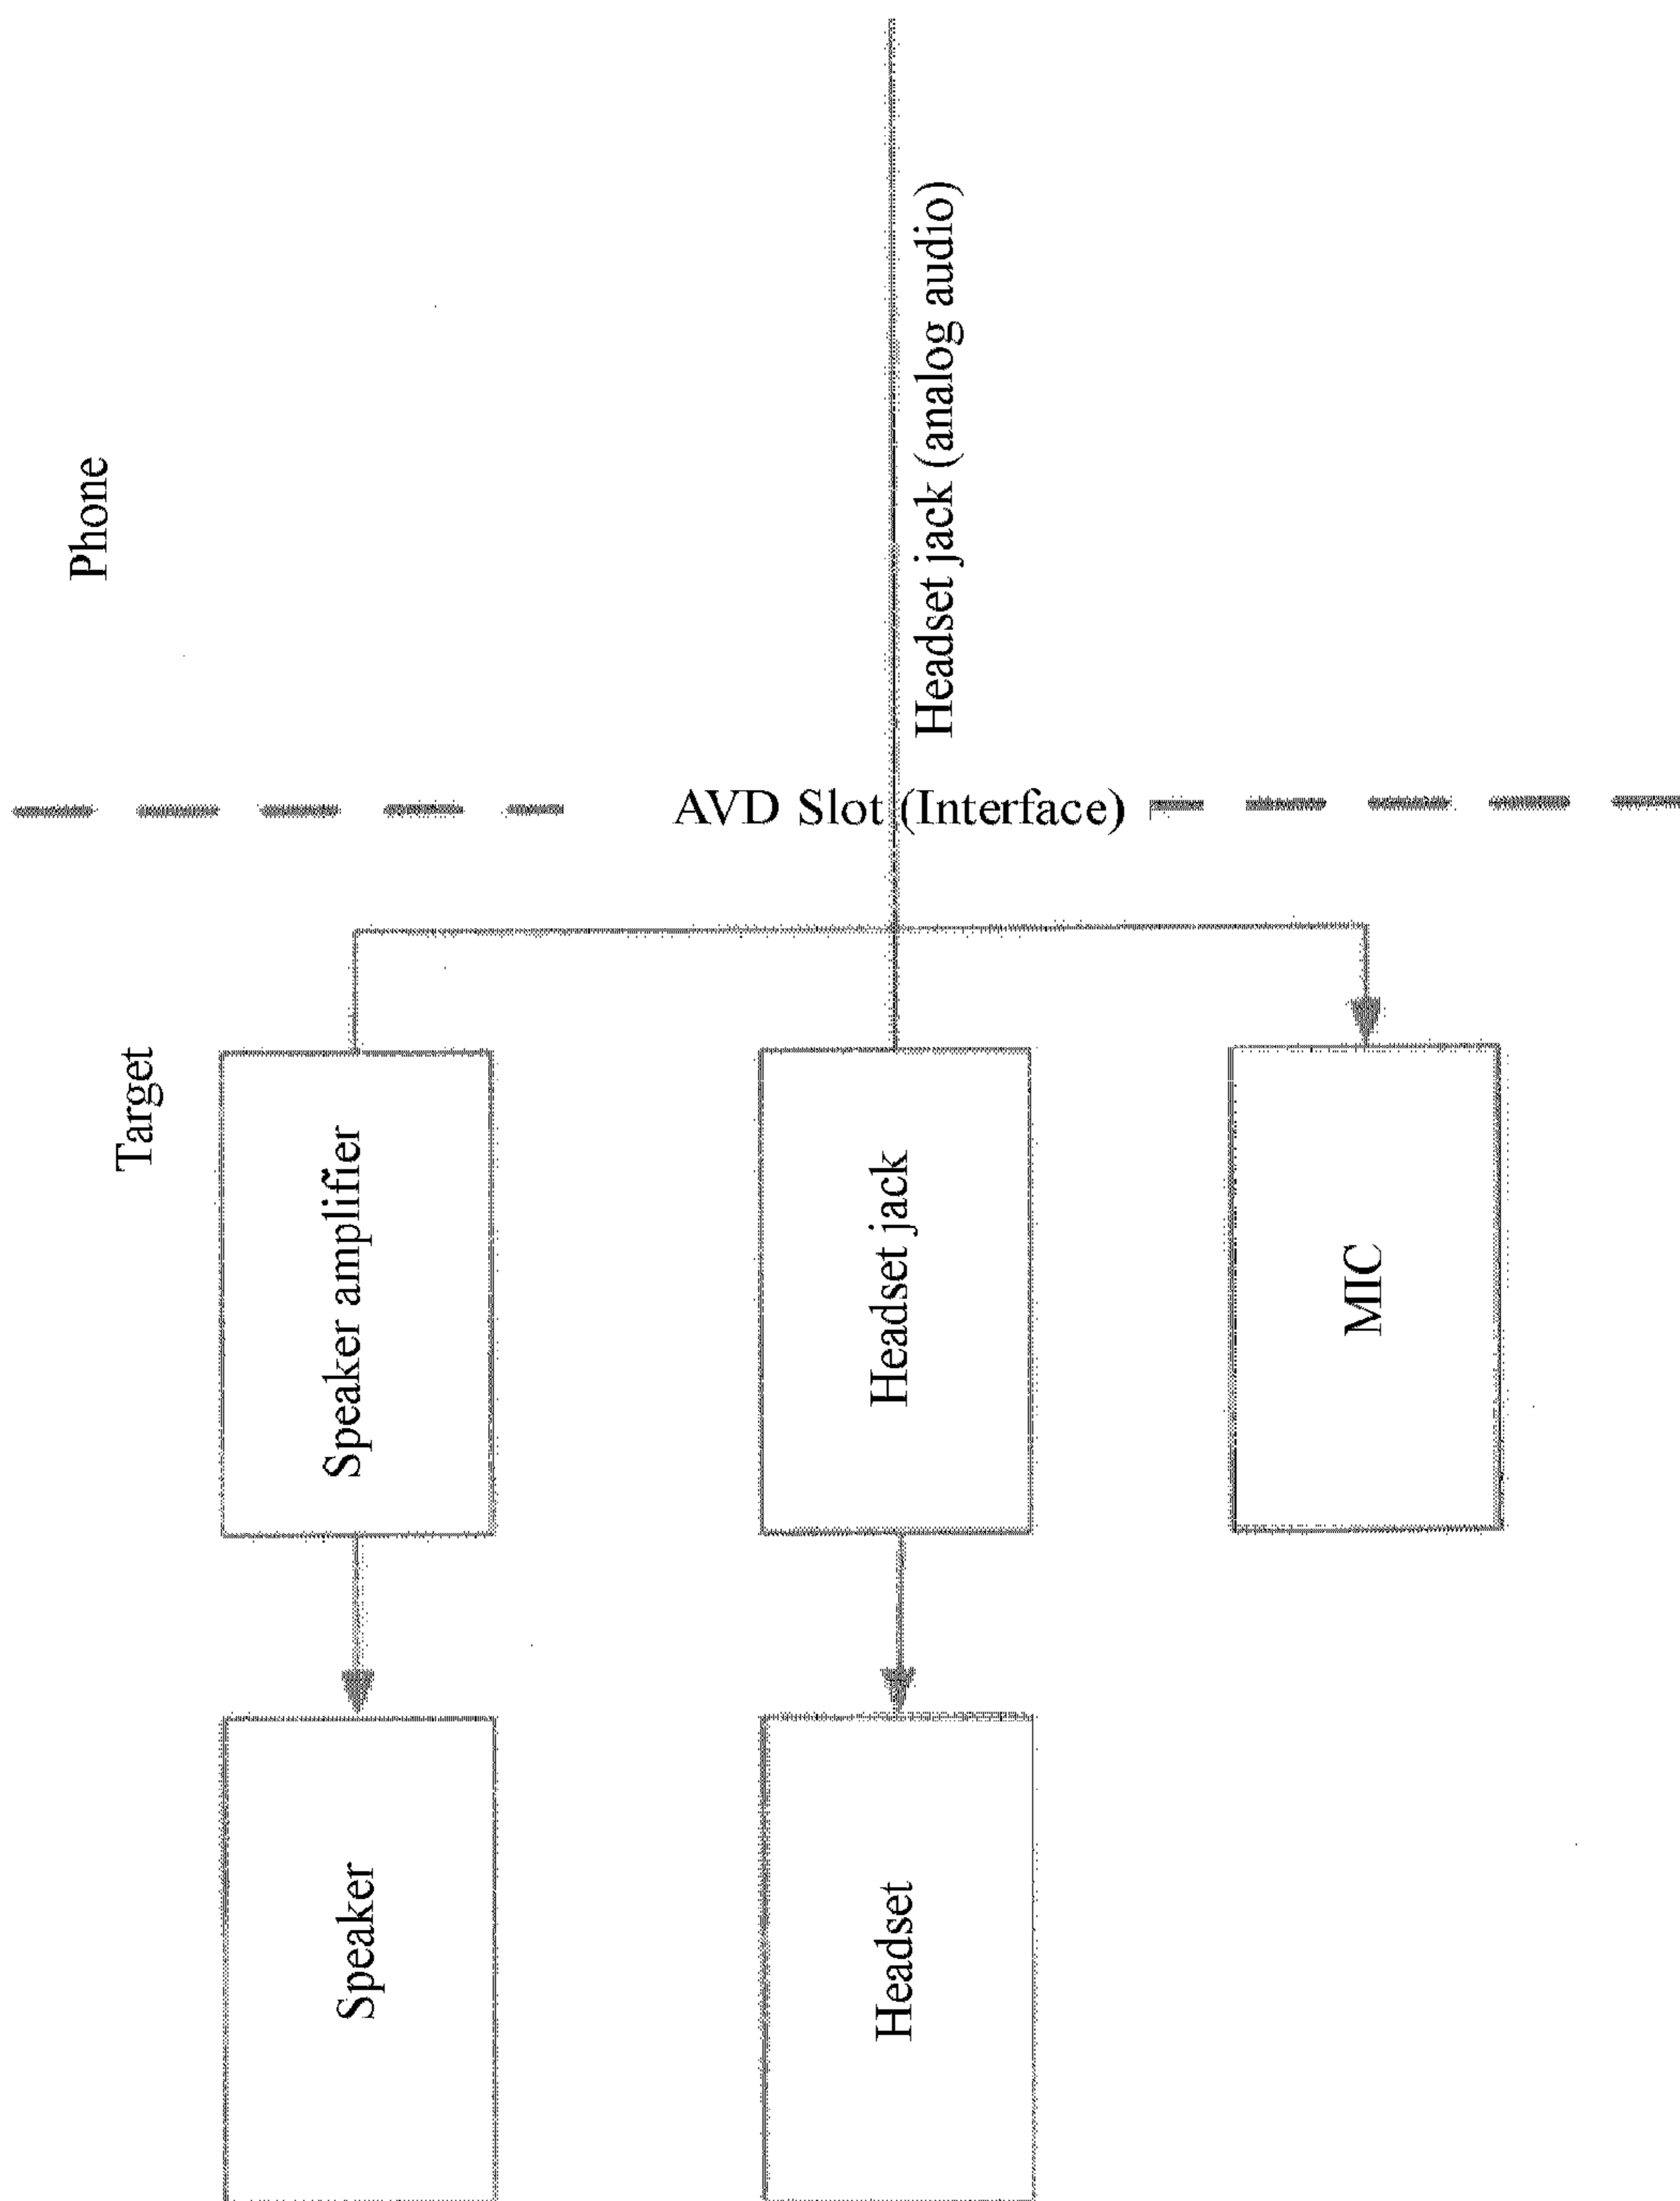 Phone
Headset jack (analog audio)
AVD Slot (Interface)
Target
Speaker amplifier
Headset jack
MIC
Speaker
Headset